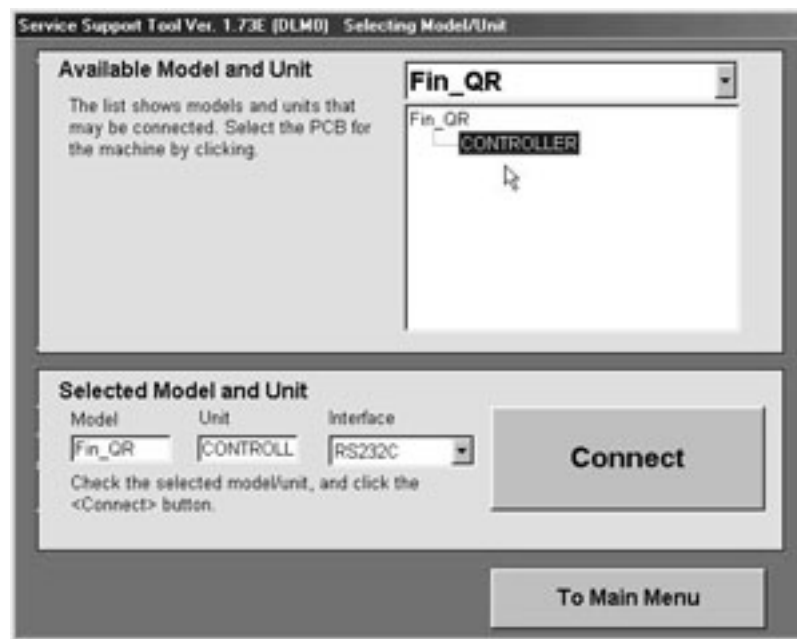 Service Support Tool Ver. 1.73E (DLM0) Selecting Model/Unit
Available Model and Unit
The list shows models and units that
may be connected. Select the PCB for
the machine by clicking.
Fin_QR
Fin_QR
CONTROLLER
Selected Model and Unit
Model Unit Interface
Fin_QR CONTROLL RS232C
Check the selected model/unit, and click the
<Connect> button.
Connect
To Main Menu